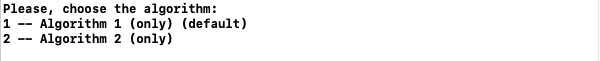 Please, choose the algorithm:
1 -- Algorithm 1 (only) (default)
2 -- Algorithm 2 (only)